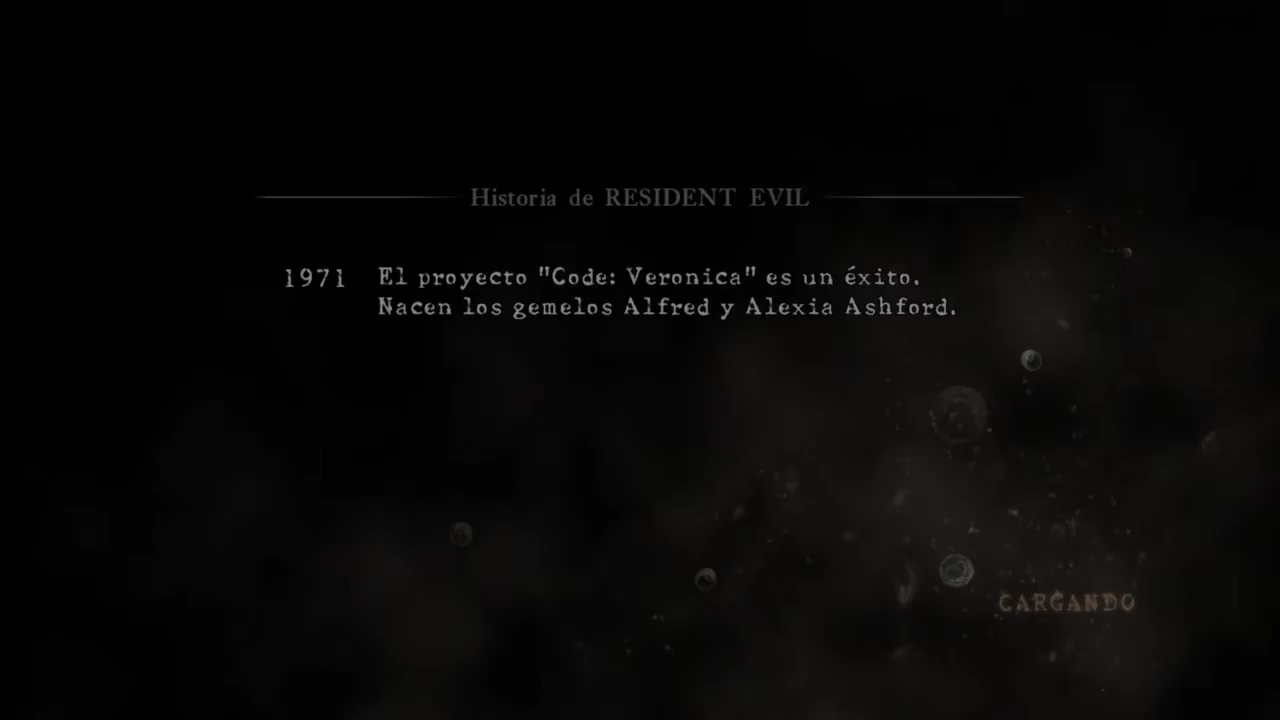 Historia de RESIDENT EVIL
1971 El proyecto "Code: Veronica" es un éxito.
Nacen los gemelos Alfred y Alexia Ashford.
CARGANDO